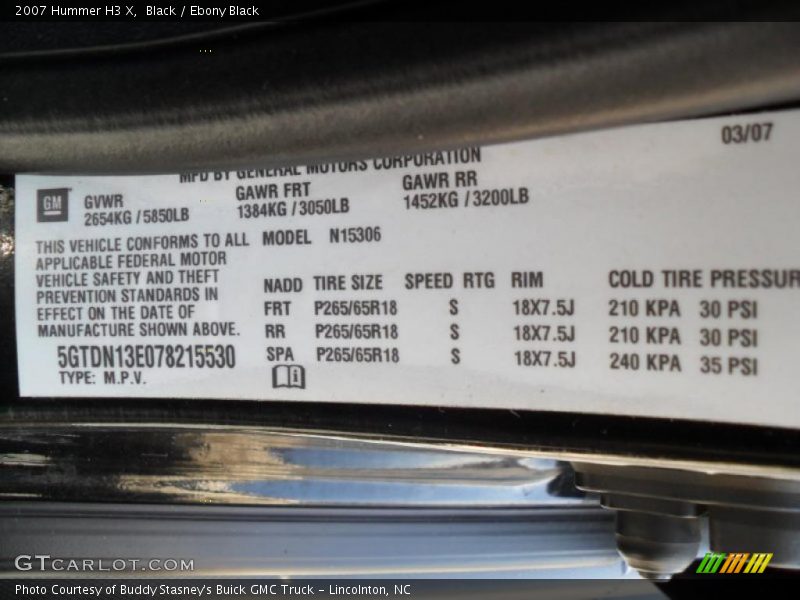 2007 Hummer H3 X, Black / Ebony Black
03/07
MFD BY GENERAL MOTORS CORPORATION
GM GVWR GAWR FRT GAWR RR
2654KG / 5850LB 1384KG / 3050LB 1452KG / 3200LB
THIS VEHICLE CONFORMS TO ALL MODEL N15306
APPLICABLE FEDERAL MOTOR
VEHICLE SAFETY AND THEFT
PREVENTION STANDARDS IN
EFFECT ON THE DATE OF
MANUFACTURE SHOWN ABOVE.
5GTDN13E078215530
TYPE: M.P.V.
NADD TIRE SIZE SPEED RTG RIM COLD TIRE PRESSUR
FRT P265/65R18 S 18X7.5J 210 KPA 30 PSI
RR P265/65R18 S 18X7.5J 210 KPA 30 PSI
SPA P265/65R18 S 18X7.5J 240 KPA 35 PSI
GTCARLOT.COM
Photo Courtesy of Buddy Stasney's Buick GMC Truck – Lincolnton, NC